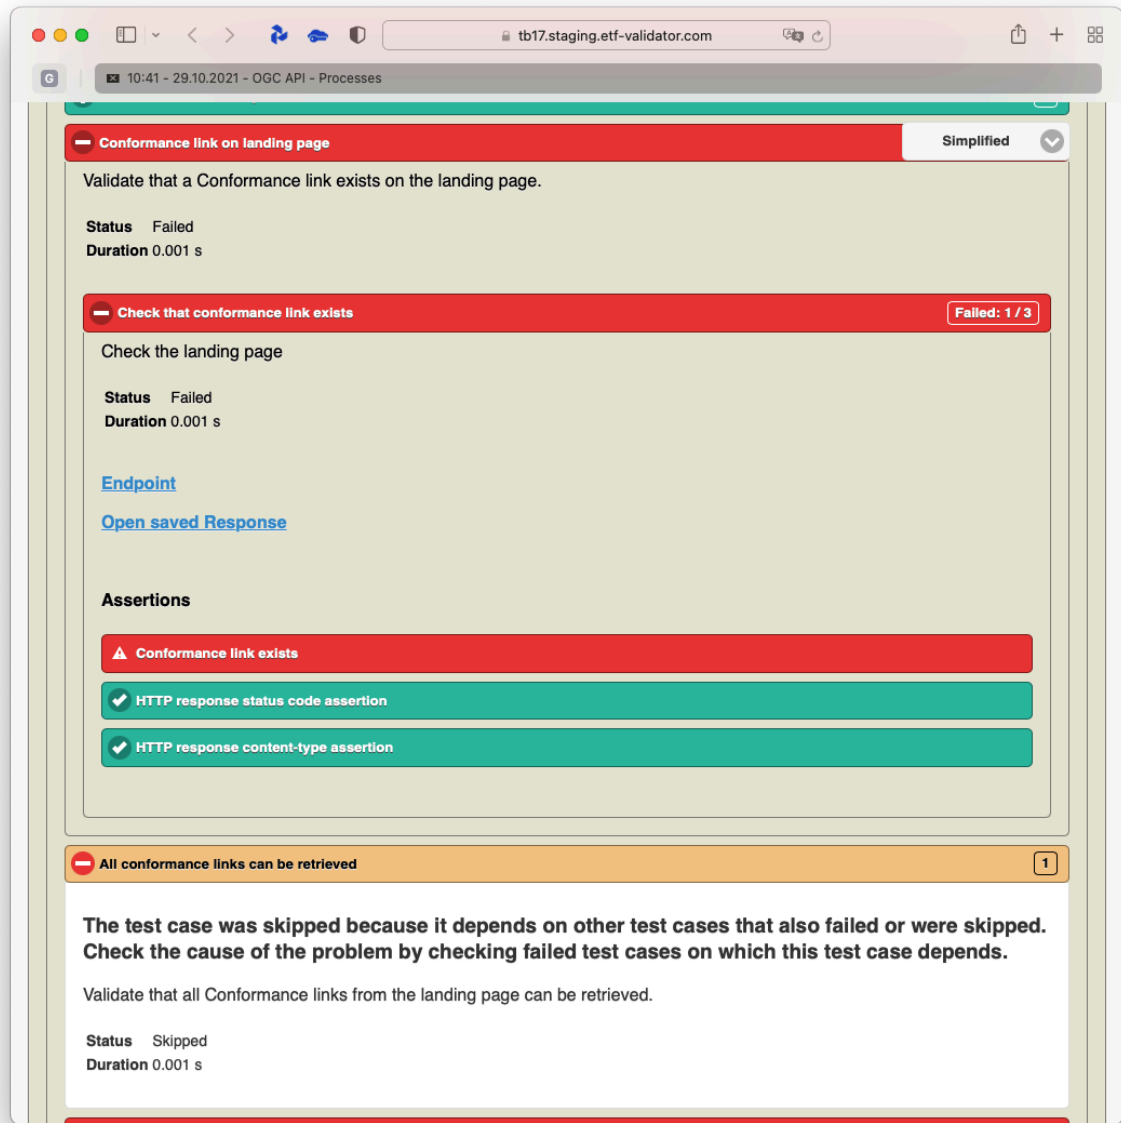 tb17.staging.etf-validator.com
G
10:41 - 29.10.2021 - OGC API - Processes
Conformance link on landing page
Simplified
Validate that a Conformance link exists on the landing page.
Status Failed
Duration 0.001 s
Check that conformance link exists
Failed: 1 / 3
Check the landing page
Status Failed
Duration 0.001 s
Endpoint
Open saved Response
Assertions
Conformance link exists
HTTP response status code assertion
HTTP response content-type assertion
All conformance links can be retrieved
1
The test case was skipped because it depends on other test cases that also failed or were skipped.
Check the cause of the problem by checking failed test cases on which this test case depends.
Validate that all Conformance links from the landing page can be retrieved.
Status Skipped
Duration 0.001 s